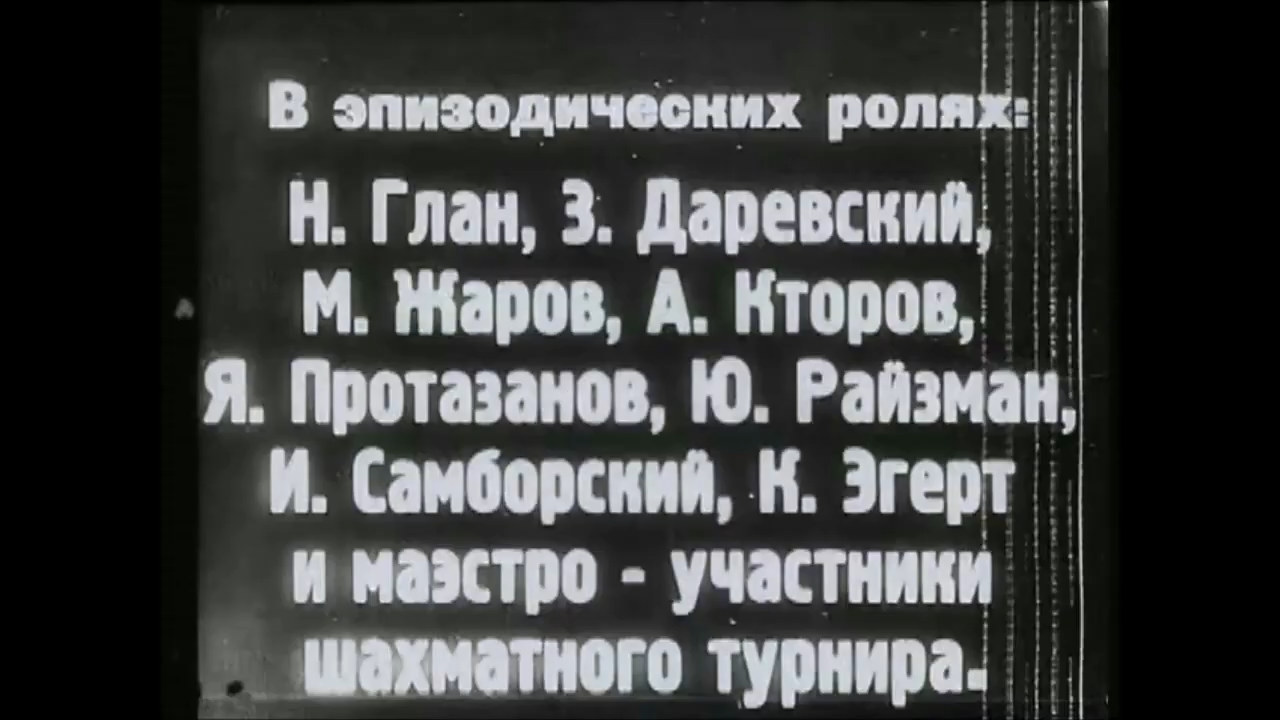 В эпизодических ролях:
Н. Глан, З. Даревский,
М. Жаров, А. Кторов,
Я. Протазанов, Ю. Райзман,
И. Самборский, К. Эгерт
и маэстро - участники
шахматного турнира.